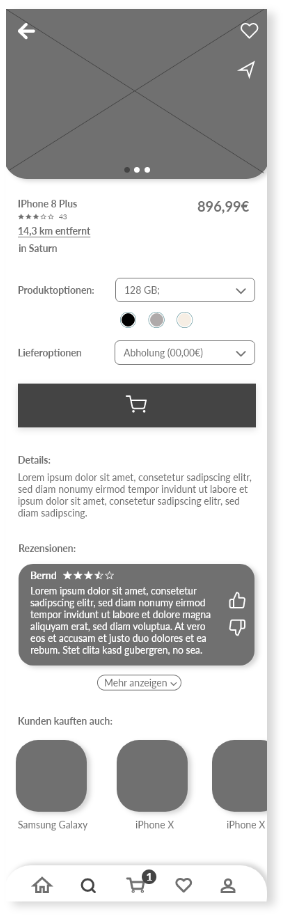 IPhone 8 Plus
896,99€
43
14,3 km entfernt
in Saturn
Produktoptionen:
128 GB;
Lieferoptionen
Abholung (00,00€)
Details:
Lorem ipsum dolor sit amet, consetetur sadipscing elitr,
sed diam nonumy eirmod tempor invidunt ut labore et
ipsum dolor sit amet, consetetur sadipscing elitr, sed
diam sadipscing.
Rezensionen:
Bernd
Lorem ipsum dolor sit amet, consetetur
sadipscing elitr, sed diam nonumy eirmod
tempor invidunt ut labore et dolore magna
aliquyam erat, sed diam voluptua. At vero
eos et accusam et justo duo dolores et ea
rebum. Stet clita kasd gubergren, no sea.
Mehr anzeigen
Kunden kauften auch:
Samsung Galaxy
iPhone X
iPhone X
1